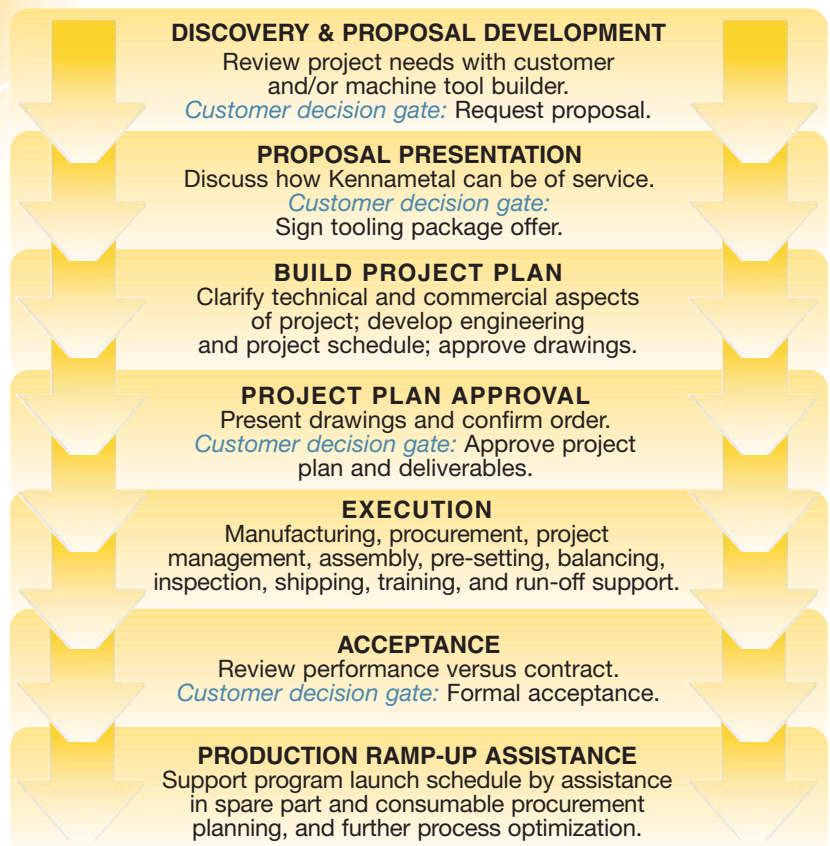 DISCOVERY & PROPOSAL DEVELOPMENT
Review project needs with customer
and/or machine tool builder.
Customer decision gate: Request proposal.
PROPOSAL PRESENTATION
Discuss how Kennametal can be of service.
Customer decision gate:
Sign tooling package offer.
BUILD PROJECT PLAN
Clarify technical and commercial aspects
of project; develop engineering
and project schedule; approve drawings.
PROJECT PLAN APPROVAL
Present drawings and confirm order.
Customer decision gate: Approve project
plan and deliverables.
EXECUTION
Manufacturing, procurement, project
management, assembly, pre-setting, balancing,
inspection, shipping, training, and run-off support.
ACCEPTANCE
Review performance versus contract.
Customer decision gate: Formal acceptance.
PRODUCTION RAMP-UP ASSISTANCE
Support program launch schedule by assistance
in spare part and consumable procurement
planning, and further process optimization.